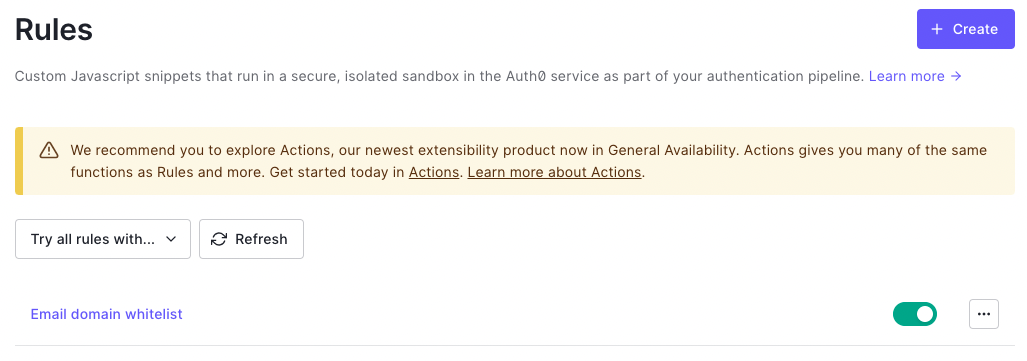 Rules
+ Create
Custom Javascript snippets that run in a secure, isolated sandbox in the Auth0 service as part of your authentication pipeline. Learn more →
We recommend you to explore Actions, our newest extensibility product now in General Availability. Actions gives you many of the same
functions as Rules and more. Get started today in Actions. Learn more about Actions.
Try all rules with...
Refresh
Email domain whitelist